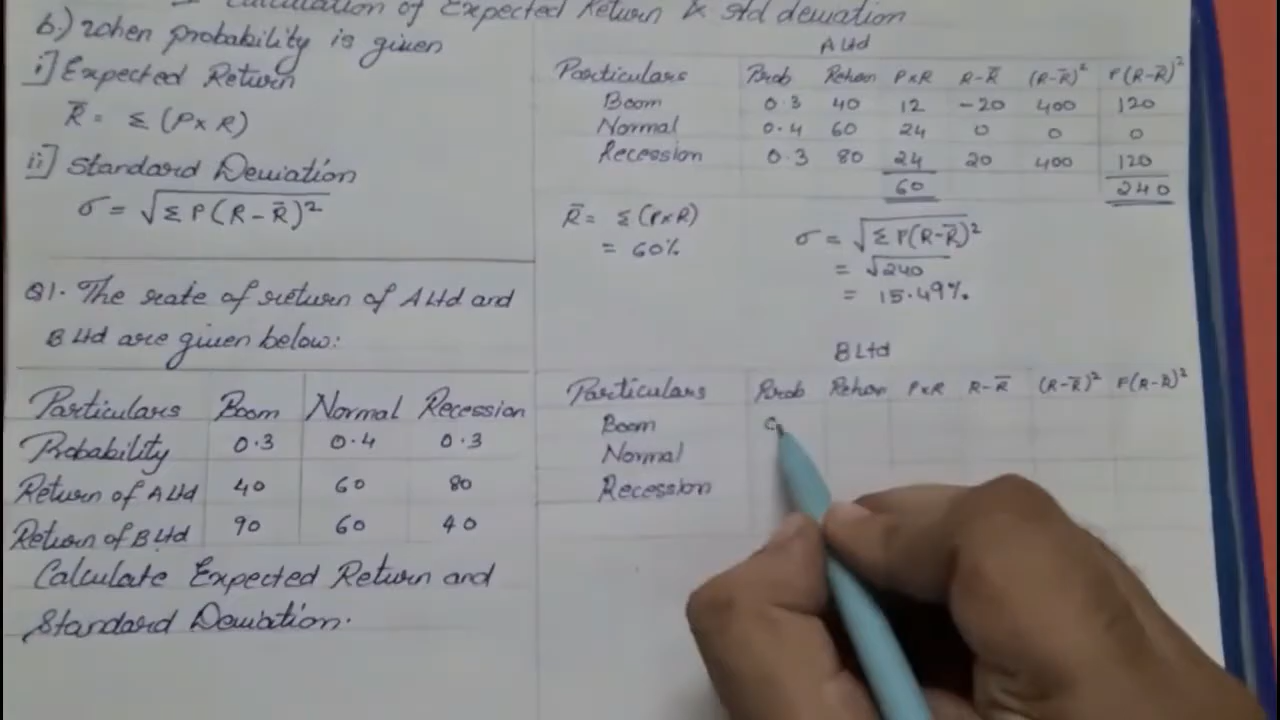 of Expected Return & Std deviation
b.) When probability is given
i] Expected Return
R̅ = Σ (P×R)
ii] Standard Deviation
σ = √Σ P(R-R̅)²
Q1. The rate of return of A Ltd and
B Ltd are given below:
Particulars Boom Normal Recession
Probability 0.3 0.4 0.3
Return of A Ltd 40 60 80
Return of B Ltd 90 60 40
Calculate Expected Return and
Standard Deviation.
A Ltd
Particulars Prob Return P×R R-R̅ (R-R̅)² P(R-R̅)²
Boom 0.3 40 12 -20 400 120
Normal 0.4 60 24 0 0 0
Recession 0.3 80 24 20 400 120
60 240
R̅ = Σ (P×R)
= 60%
σ = √Σ P(R-R̅)²
= √240
= 15.49%
B Ltd
Particulars Prob Return P×R R-R̅ (R-R̅)² P(R-R̅)²
Boom
Normal
Recession